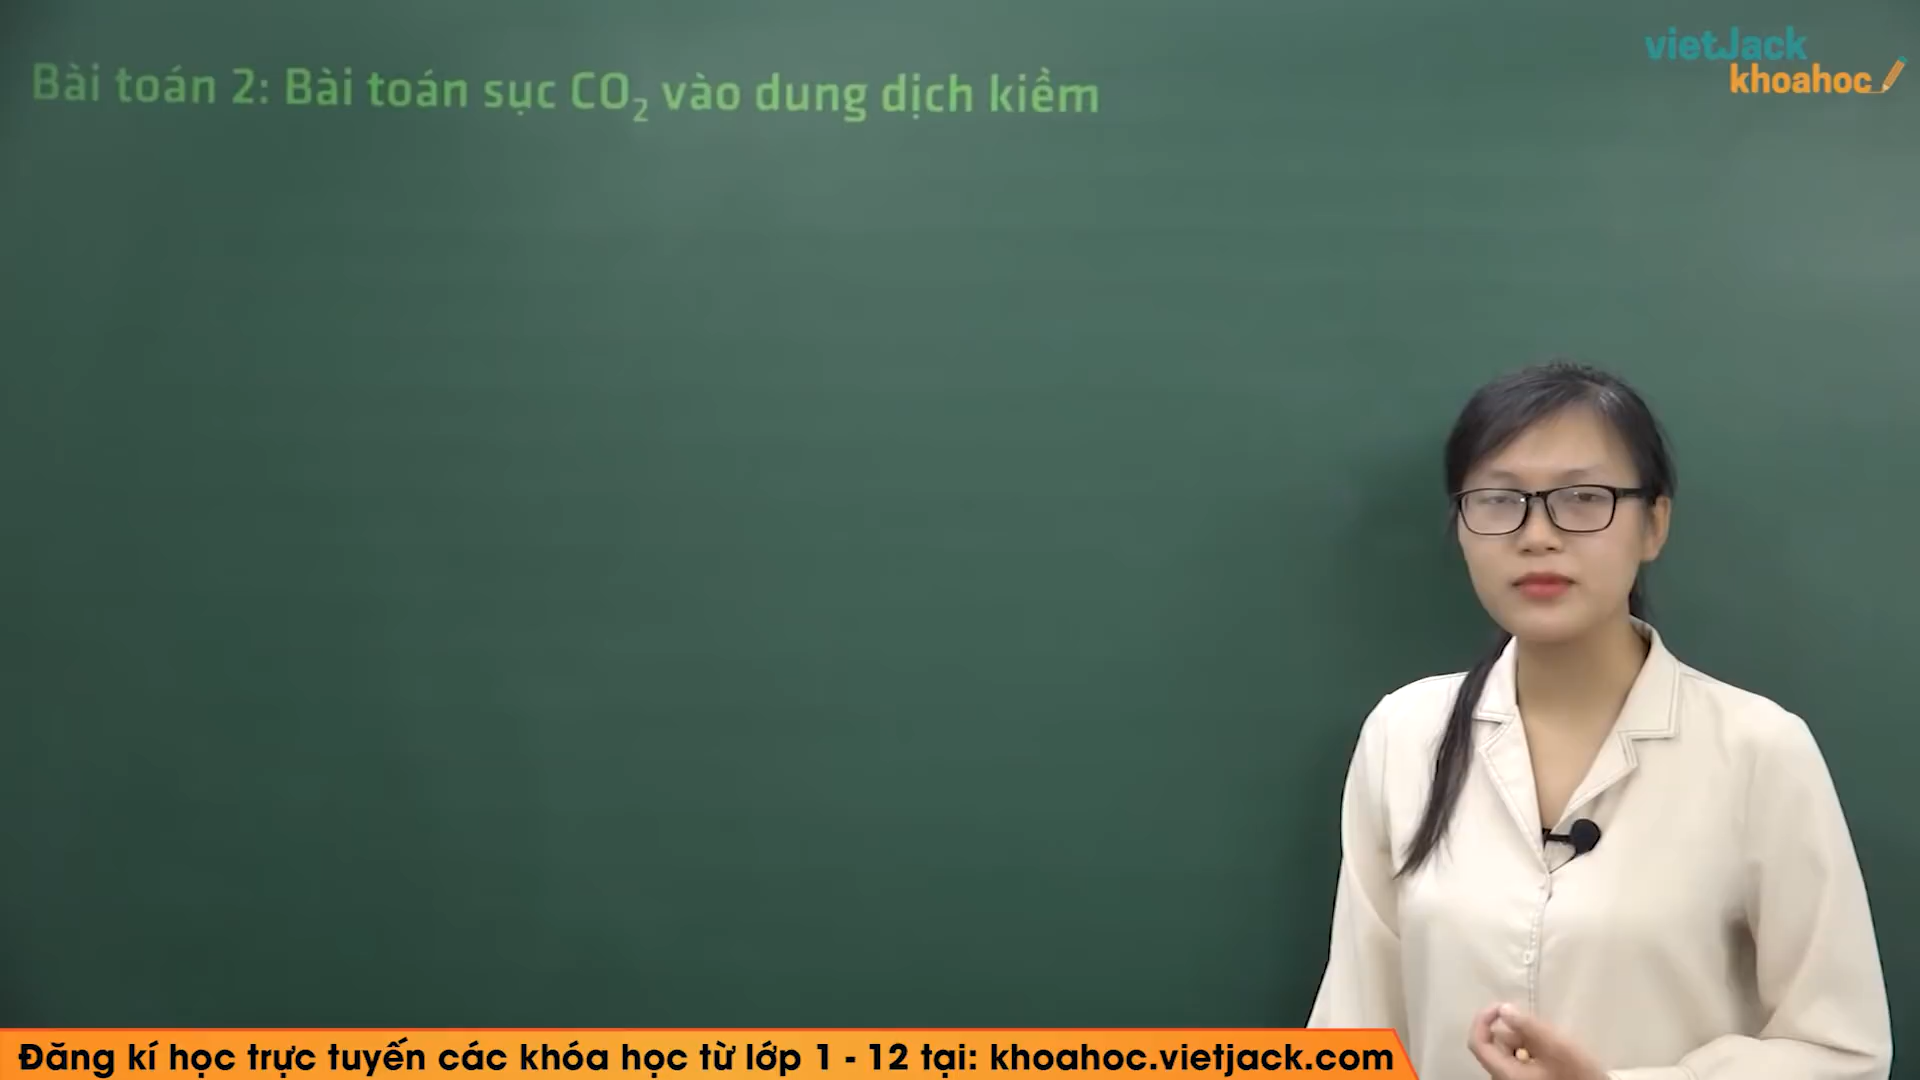 Bài toán 2: Bài toán sục CO₂ vào dung dịch kiềm
vietJack
khoahoc
Đăng kí học trực tuyến các khóa học từ lớp 1 - 12 tại: khoahoc.vietjack.com